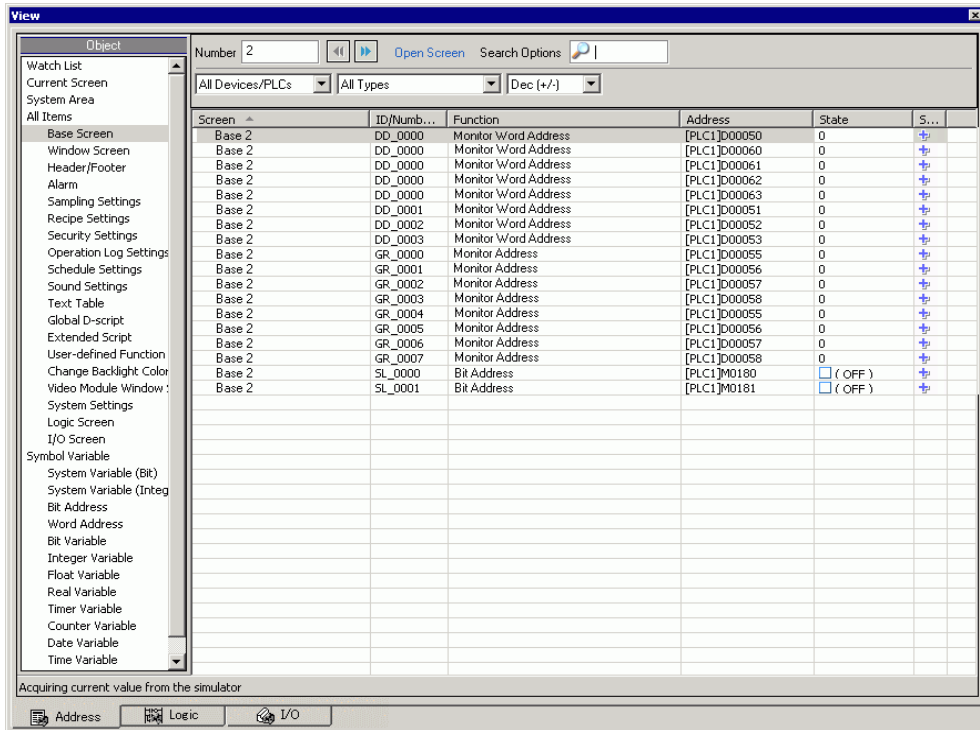 View
Object
Watch List
Current Screen
System Area
All Items
Base Screen
Window Screen
Header/Footer
Alarm
Sampling Settings
Recipe Settings
Security Settings
Operation Log Settings
Schedule Settings
Sound Settings
Text Table
Global D-script
Extended Script
User-defined Function
Change Backlight Color
Video Module Window
System Settings
Logic Screen
I/O Screen
Symbol Variable
System Variable (Bit)
System Variable (Integ
Bit Address
Word Address
Bit Variable
Integer Variable
Float Variable
Real Variable
Timer Variable
Counter Variable
Date Variable
Time Variable
Number 2 Open Screen Search Options
All Devices/PLCs All Types Dec (+/-)
Screen ID/Numb... Function Address State S...
Base 2 DD_0000 Monitor Word Address [PLC1]D00050 0
Base 2 DD_0000 Monitor Word Address [PLC1]D00060 0
Base 2 DD_0000 Monitor Word Address [PLC1]D00061 0
Base 2 DD_0000 Monitor Word Address [PLC1]D00062 0
Base 2 DD_0000 Monitor Word Address [PLC1]D00063 0
Base 2 DD_0001 Monitor Word Address [PLC1]D00051 0
Base 2 DD_0002 Monitor Word Address [PLC1]D00052 0
Base 2 DD_0003 Monitor Word Address [PLC1]D00053 0
Base 2 GR_0000 Monitor Address [PLC1]D00055 0
Base 2 GR_0001 Monitor Address [PLC1]D00056 0
Base 2 GR_0002 Monitor Address [PLC1]D00057 0
Base 2 GR_0003 Monitor Address [PLC1]D00058 0
Base 2 GR_0004 Monitor Address [PLC1]D00055 0
Base 2 GR_0005 Monitor Address [PLC1]D00056 0
Base 2 GR_0006 Monitor Address [PLC1]D00057 0
Base 2 GR_0007 Monitor Address [PLC1]D00058 0
Base 2 SL_0000 Bit Address [PLC1]M0180 ( OFF )
Base 2 SL_0001 Bit Address [PLC1]M0181 ( OFF )
Acquiring current value from the simulator
Address Logic I/O